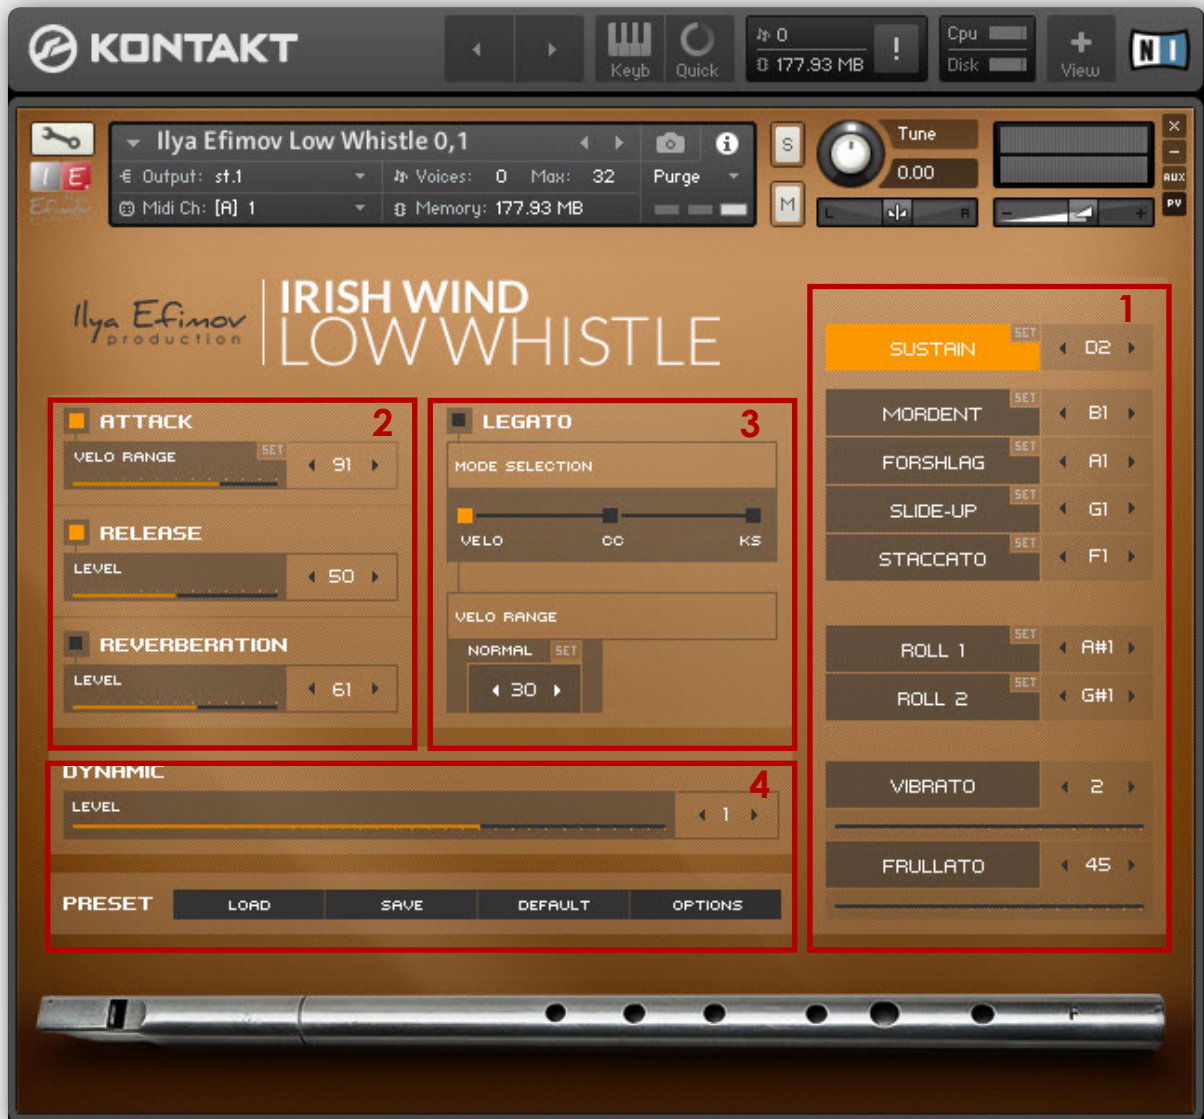 KONTAKT
Keyb
Quick
0
177.93 MB
!
Cpu
Disk
+
View
NI
Ilya Efimov Low Whistle 0,1
i
Output: st.1
Voices: 0 Max: 32
Purge
Midi Ch: [A] 1
Memory: 177.93 MB
I E
S
M
Tune
0.00
L R
- +
×
-
AUX
PV
Ilya Efimov
production
IRISH WIND
LOW WHISTLE
1
SUSTAIN SET D2
MORDENT SET B1
FORSHLAG SET A1
SLIDE-UP SET G1
STACCATO SET F1
ROLL 1 SET A#1
ROLL 2 SET G#1
VIBRATO 2
FRULLATO 45
2
ATTACK
VELO RANGE SET 91
RELEASE
LEVEL 50
REVERBERATION
LEVEL 61
3
LEGATO
MODE SELECTION
VELO CC KS
VELO RANGE
NORMAL SET
30
4
DYNAMIC
LEVEL 1
PRESET LOAD SAVE DEFAULT OPTIONS
F